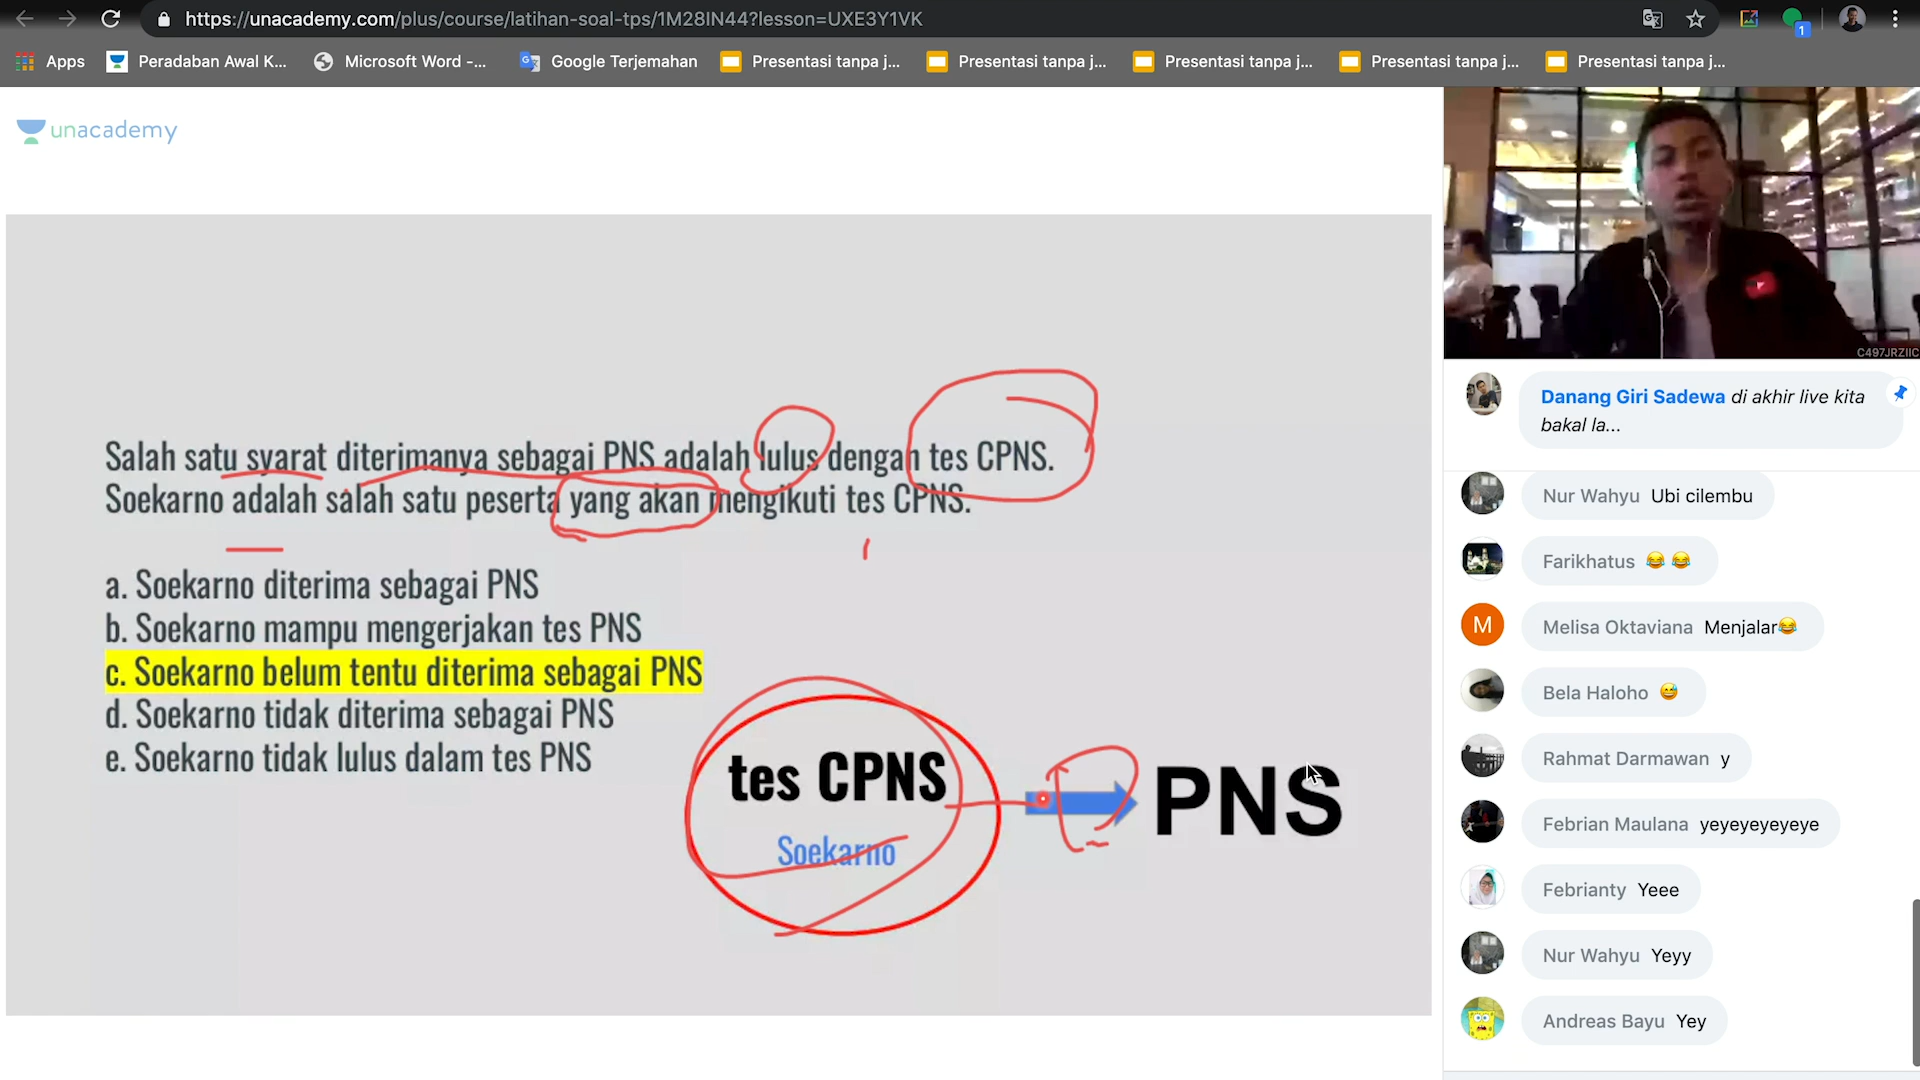 https://unacademy.com/plus/course/latihan-soal-tps/1M28IN44?lesson=UXE3Y1VK
1
Apps
Peradaban Awal K...
Microsoft Word -...
Google Terjemahan
Presentasi tanpa j...
Presentasi tanpa j...
Presentasi tanpa j...
Presentasi tanpa j...
Presentasi tanpa j...
unacademy
Salah satu syarat diterimanya sebagai PNS adalah lulus dengan tes CPNS.
Soekarno adalah salah satu peserta yang akan mengikuti tes CPNS.
a. Soekarno diterima sebagai PNS
b. Soekarno mampu mengerjakan tes PNS
c. Soekarno belum tentu diterima sebagai PNS
d. Soekarno tidak diterima sebagai PNS
e. Soekarno tidak lulus dalam tes PNS
tes CPNS
Soekarno
PNS
C497JRZIIC
Danang Giri Sadewa di akhir live kita
bakal la...
Nur Wahyu Ubi cilembu
Farikhatus 😂 😂
M
Melisa Oktaviana Menjalar😂
Bela Haloho 😅
Rahmat Darmawan y
Febrian Maulana yeyeyeyeyeye
Febrianty Yeee
Nur Wahyu Yeyy
Andreas Bayu Yey